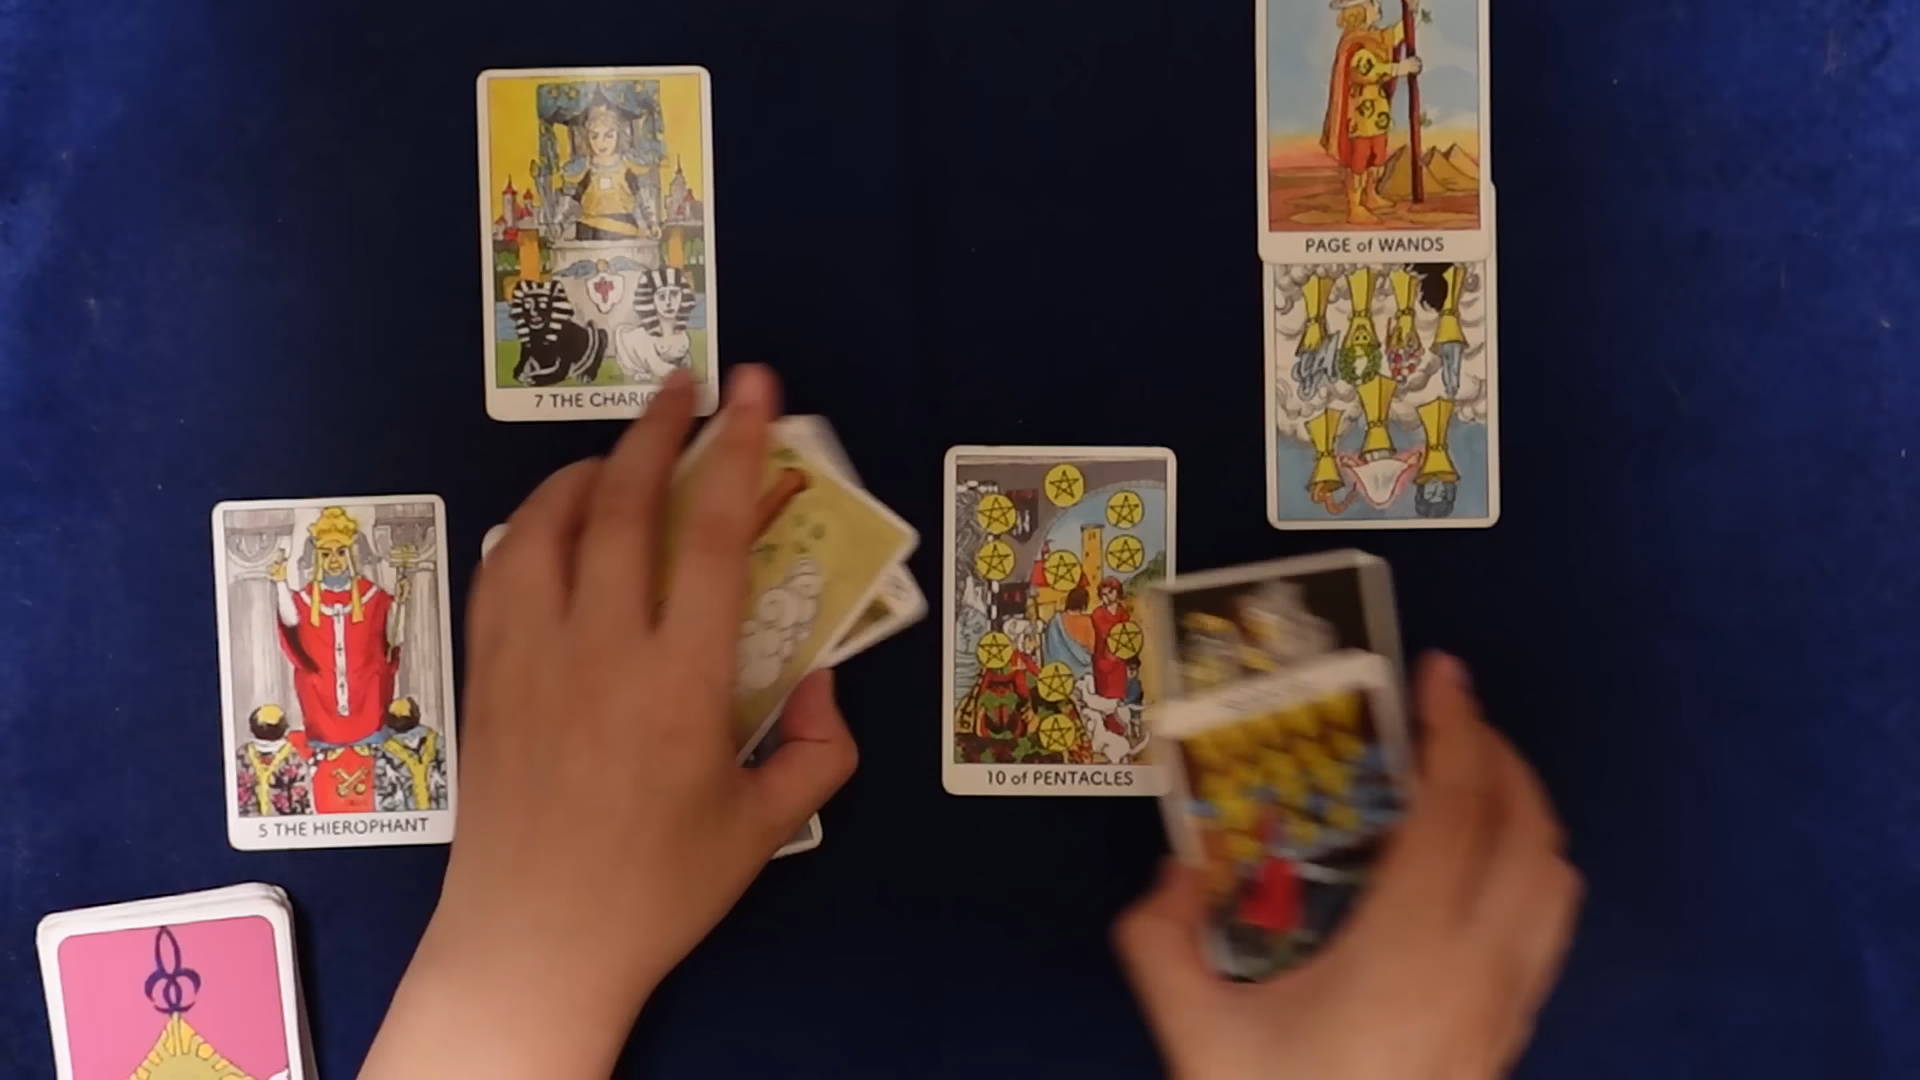 PAGE of WANDS
7 THE CHARIO
10 of PENTACLES
5 THE HIEROPHANT